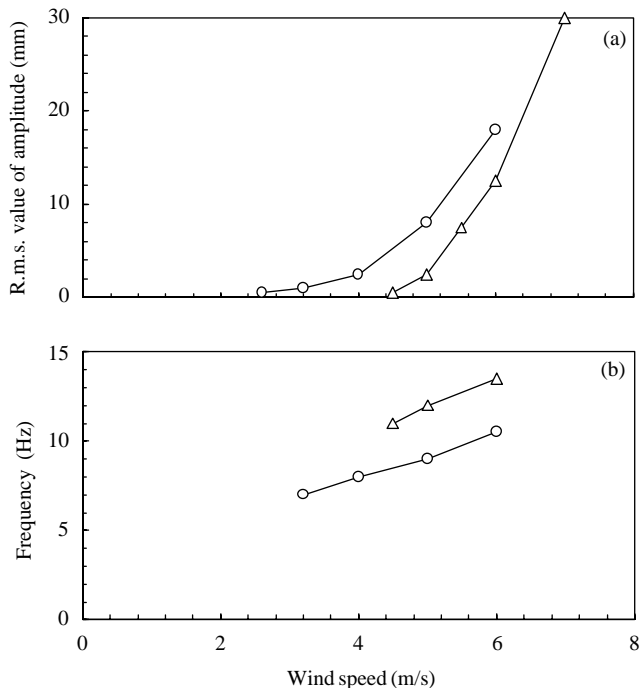 30
(a)
20
10
0
R.m.s. value of amplitude (mm)
15
(b)
10
5
0
Frequency (Hz)
0 2 4 6 8
Wind speed (m/s)